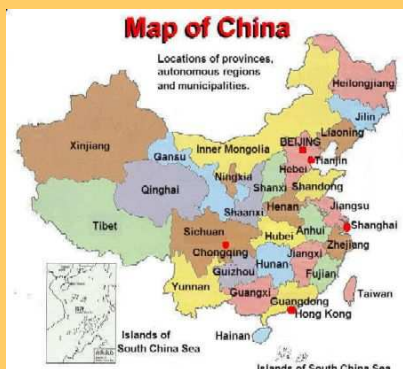 Map of China
Locations of provinces,
autonomous regions
and municipalities.
Heilongjiang
Jilin
Liaoning
Xinjiang
Inner Mongolia
BEIJING
Gansu
Tianjin
Hebei
Ningxia
Shanxi
Shandong
Qinghai
Shaanxi
Henan
Jiangsu
Tibet
Sichuan
Anhui
Shanghai
Hubei
Chongqing
Zhejiang
Hunan
Jiangxi
Guizhou
Fujian
Yunnan
Guangxi
Guangdong
Taiwan
Hong Kong
Hainan
Islands of
South China Sea
Islands of South China Sea